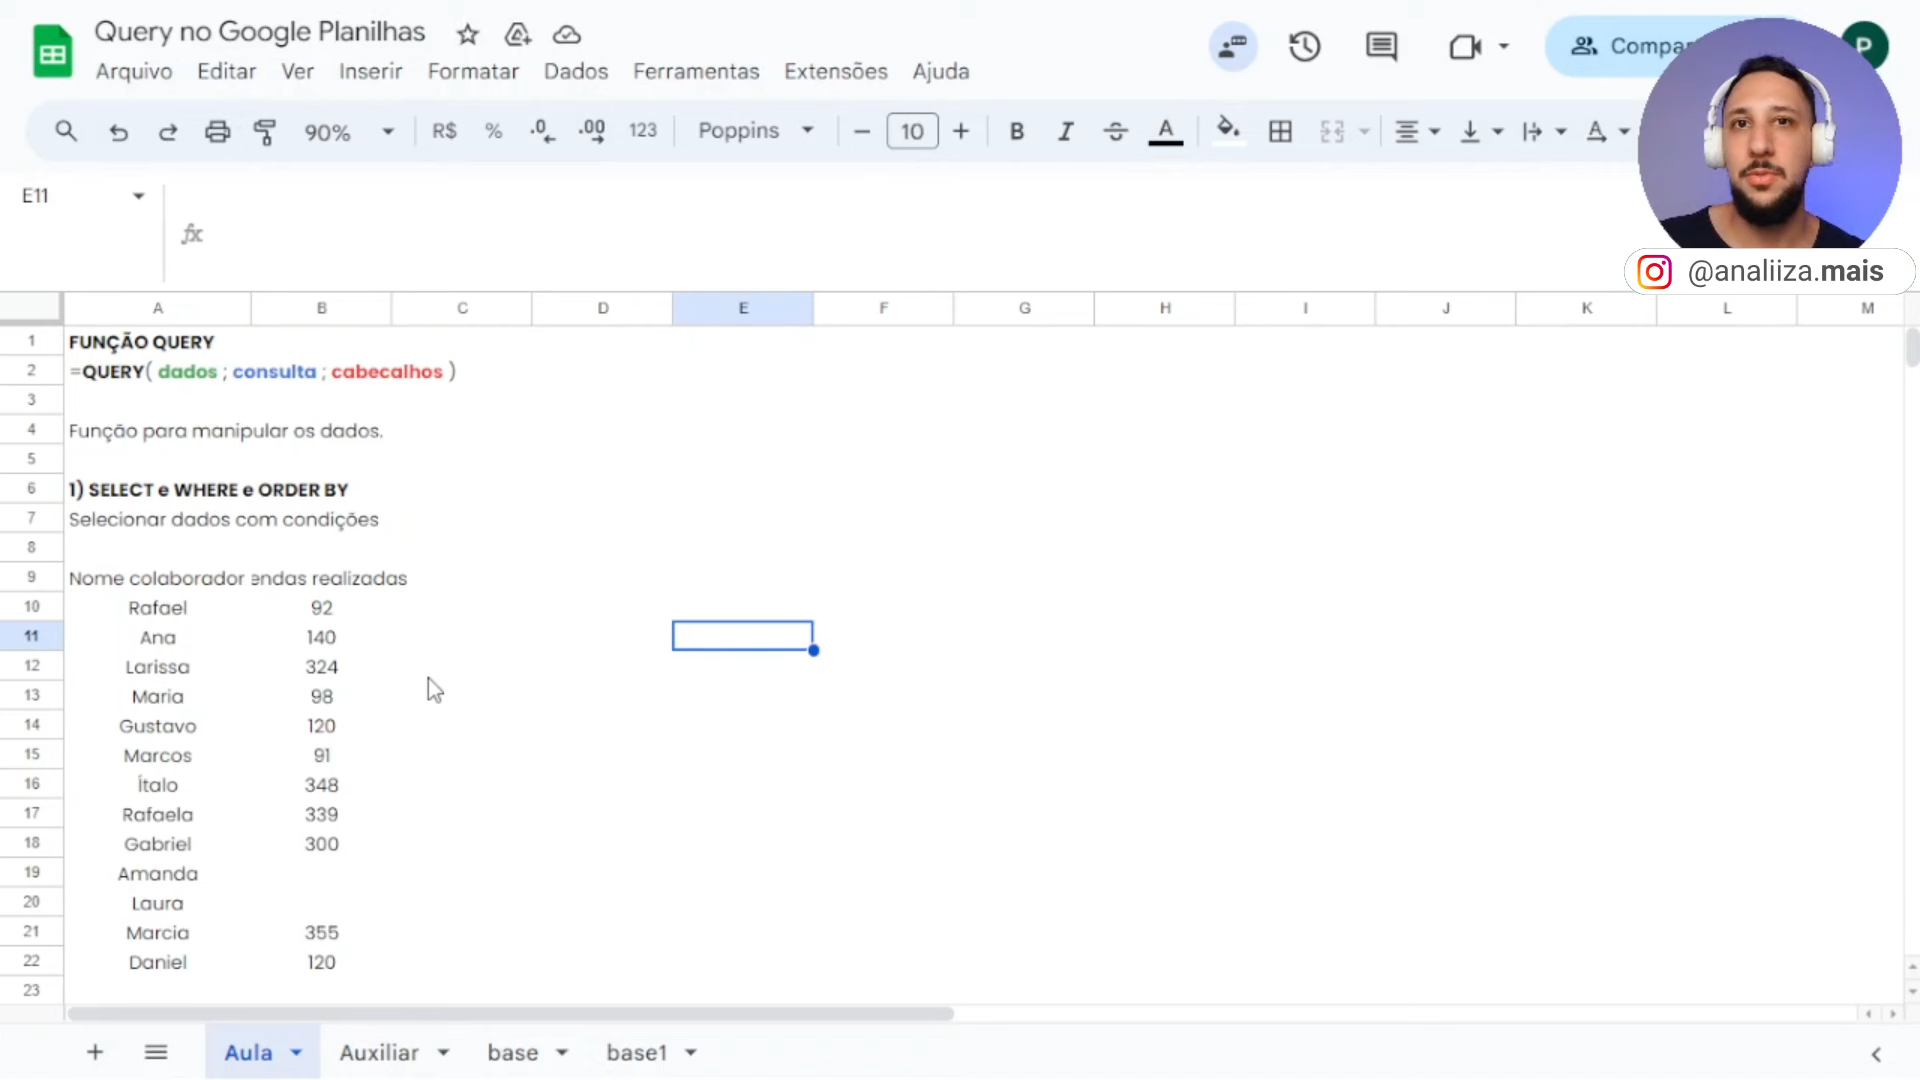 Query no Google Planilhas
Arquivo Editar Ver Inserir Formatar Dados Ferramentas Extensões Ajuda
P
90% R$ % .0 .00 123 Poppins 10 B I S A A
@analiiza.mais
E11
fx
A B C D E F G H I J K L M
1 FUNÇÃO QUERY
2 =QUERY( dados ; consulta ; cabecalhos )
3
4 Função para manipular os dados.
5
6 1) SELECT e WHERE e ORDER BY
7 Selecionar dados com condições
8
9 Nome colaborador endas realizadas
10 Rafael 92
11 Ana 140
12 Larissa 324
13 Maria 98
14 Gustavo 120
15 Marcos 91
16 Ítalo 348
17 Rafaela 339
18 Gabriel 300
19 Amanda
20 Laura
21 Marcia 355
22 Daniel 120
23
Aula Auxiliar base base1